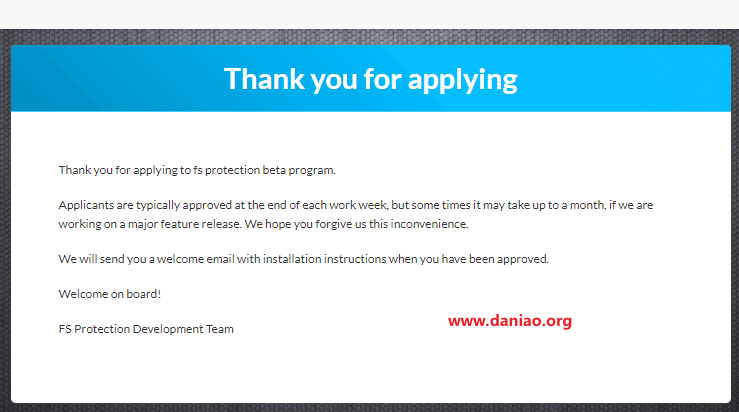 Thank you for applying
Thank you for applying to fs protection beta program.
Applicants are typically approved at the end of each work week, but some times it may take up to a month, if we are
working on a major feature release. We hope you forgive us this inconvenience.
We will send you a welcome email with installation instructions when you have been approved.
Welcome on board!
FS Protection Development Team
www.daniao.org